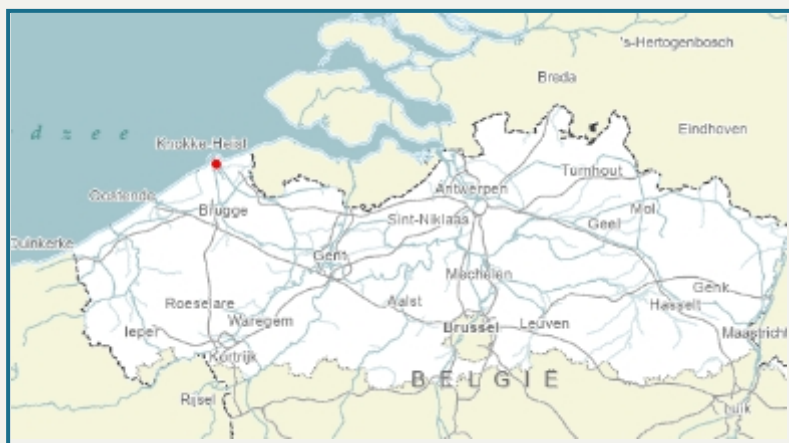 's-Hertogenbosch
Breda
Eindhoven
d z e e
Knokke-Heist
Turnhout
Antwerpen
Oostende
Brugge
Mol
Sint-Niklaas
Geel
Duinkerke
Gent
Mechelen
Genk
Roeselare
Aalst
Hasselt
Waregem
Brussel
Leuven
Ieper
Maastricht
Kortrijk
BELGIË
Rijsel
Luik